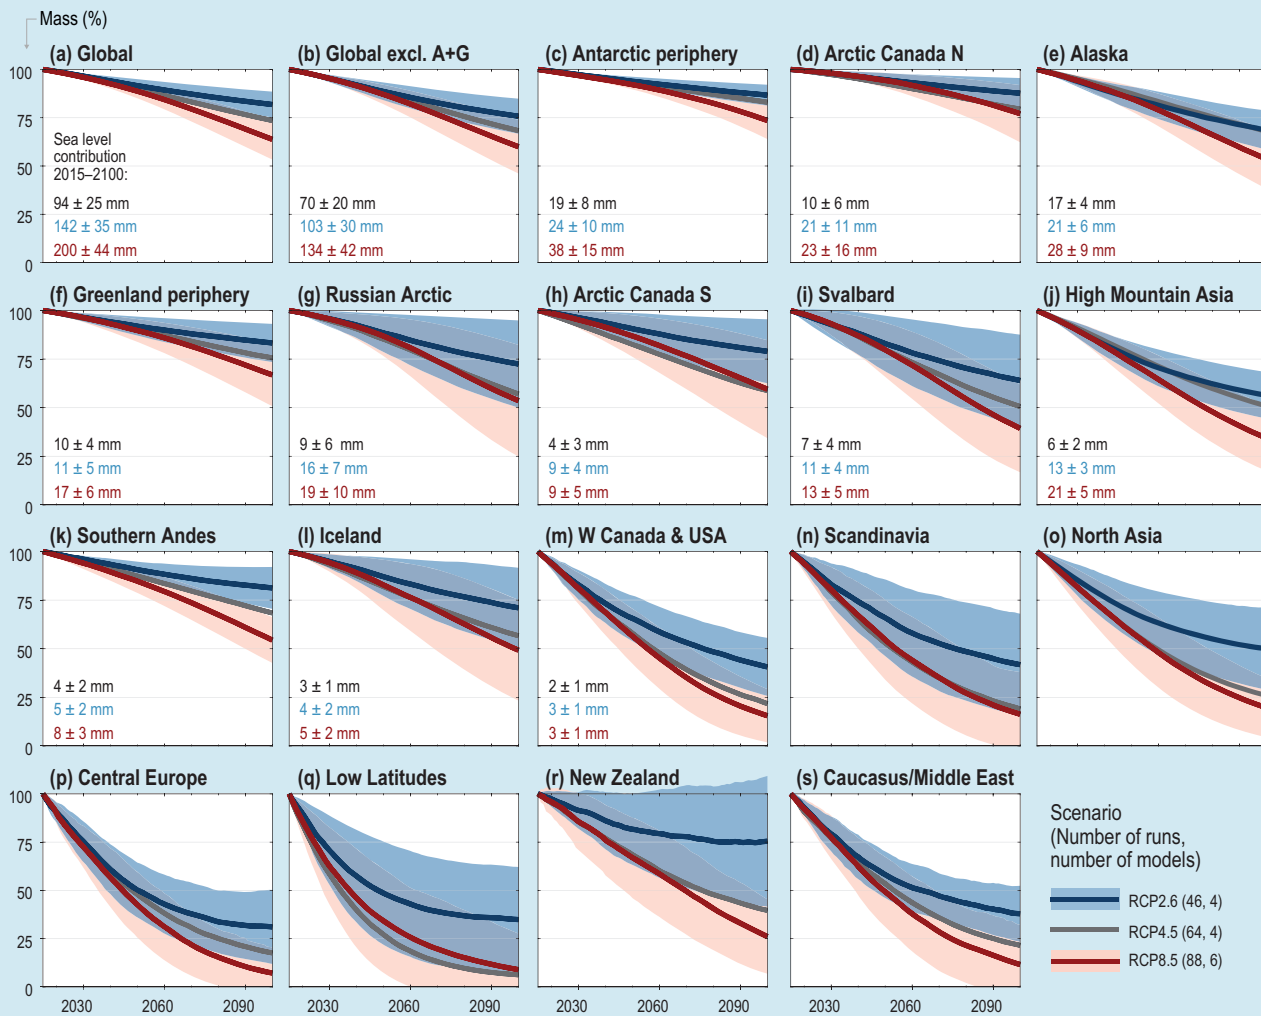 Mass (%)
(a) Global
(b) Global excl. A+G
(c) Antarctic periphery
(d) Arctic Canada N
(e) Alaska
100
75
50
25
0
Sea level
contribution
2015–2100:
94 ± 25 mm
142 ± 35 mm
200 ± 44 mm
70 ± 20 mm
103 ± 30 mm
134 ± 42 mm
19 ± 8 mm
24 ± 10 mm
38 ± 15 mm
10 ± 6 mm
21 ± 11 mm
23 ± 16 mm
17 ± 4 mm
21 ± 6 mm
28 ± 9 mm
(f) Greenland periphery
(g) Russian Arctic
(h) Arctic Canada S
(i) Svalbard
(j) High Mountain Asia
100
75
50
25
0
10 ± 4 mm
11 ± 5 mm
17 ± 6 mm
9 ± 6 mm
16 ± 7 mm
19 ± 10 mm
4 ± 3 mm
9 ± 4 mm
9 ± 5 mm
7 ± 4 mm
11 ± 4 mm
13 ± 5 mm
6 ± 2 mm
13 ± 3 mm
21 ± 5 mm
(k) Southern Andes
(l) Iceland
(m) W Canada & USA
(n) Scandinavia
(o) North Asia
100
75
50
25
0
4 ± 2 mm
5 ± 2 mm
8 ± 3 mm
3 ± 1 mm
4 ± 2 mm
5 ± 2 mm
2 ± 1 mm
3 ± 1 mm
3 ± 1 mm
(p) Central Europe
(q) Low Latitudes
(r) New Zealand
(s) Caucasus/Middle East
100
75
50
25
0
2030
2060
2090
2030
2060
2090
2030
2060
2090
2030
2060
2090
Scenario
(Number of runs,
number of models)
RCP2.6 (46, 4)
RCP4.5 (64, 4)
RCP8.5 (88, 6)